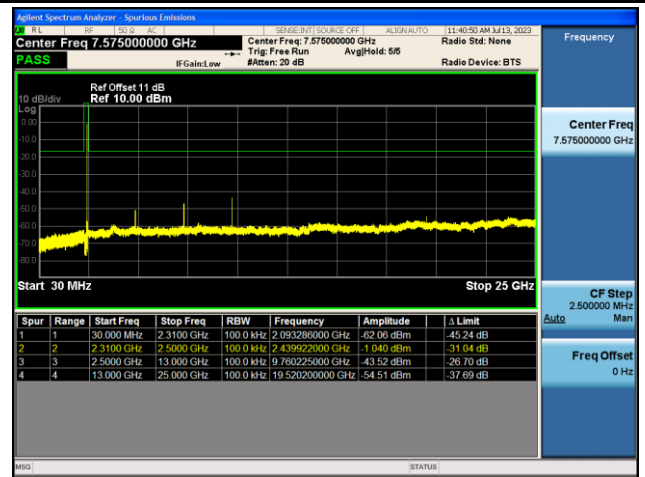 Agilent Spectrum Analyzer - Spurious Emissions
RL RF 50 Ω AC SENSE:INT SOURCE OFF ALIGN AUTO 11:40:50 AM Jul 13, 2023
Center Freq 7.575000000 GHz Center Freq: 7.575000000 GHz Radio Std: None Frequency
Trig: Free Run Avg|Hold: 5/5
PASS IFGain:Low #Atten: 20 dB Radio Device: BTS
Ref Offset 11 dB
10 dB/div Ref 10.00 dBm
Log
0.00
-10.0
-20.0
-30.0
-40.0
-50.0
-60.0
-70.0
-80.0
Start 30 MHz Stop 25 GHz
Center Freq
7.575000000 GHz
CF Step
2.500000 MHz
Auto Man
Freq Offset
0 Hz
Spur Range Start Freq Stop Freq RBW Frequency Amplitude Δ Limit
1 1 30.000 MHz 2.3100 GHz 100.0 kHz 2.093286000 GHz -62.06 dBm -45.24 dB
2 2 2.3100 GHz 2.5000 GHz 100.0 kHz 2.439922000 GHz -1.040 dBm -31.04 dB
3 3 2.5000 GHz 13.000 GHz 100.0 kHz 9.760225000 GHz -43.52 dBm -26.70 dB
4 4 13.000 GHz 25.000 GHz 100.0 kHz 19.520200000 GHz -54.51 dBm -37.69 dB
MSG STATUS